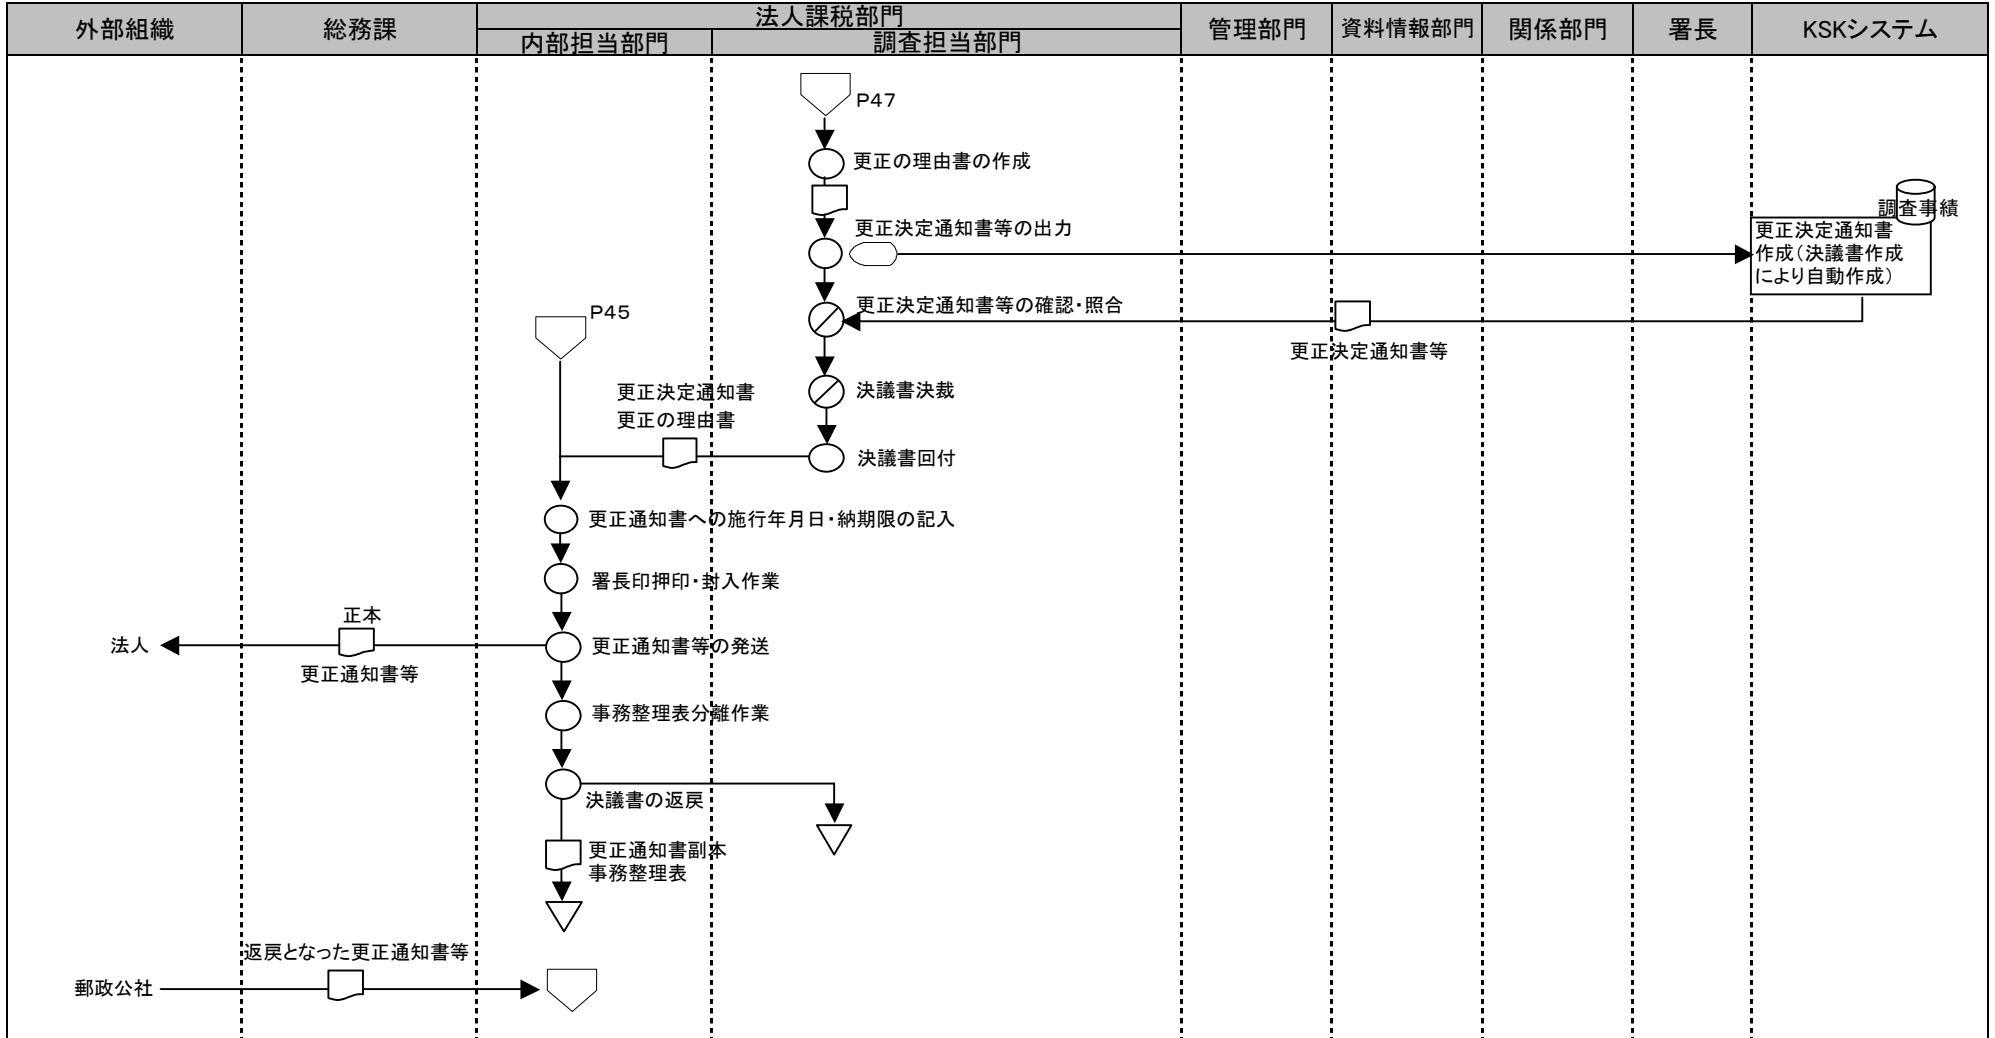 外部組織
総務課
法人課税部門
内部担当部門
調査担当部門
管理部門
資料情報部門
関係部門
署長
KSKシステム
P47
更正の理由書の作成
調査事績
更正決定通知書等の出力
更正決定通知書
作成(決議書作成
により自動作成)
更正決定通知書等の確認・照合
P45
更正決定通知書等
更正決定通知書
更正の理由書
決議書決裁
決議書回付
更正通知書への施行年月日・納期限の記入
署長印押印・封入作業
正本
法人
更正通知書等の発送
更正通知書等
事務整理表分離作業
決議書の返戻
更正通知書副本
事務整理表
返戻となった更正通知書等
郵政公社